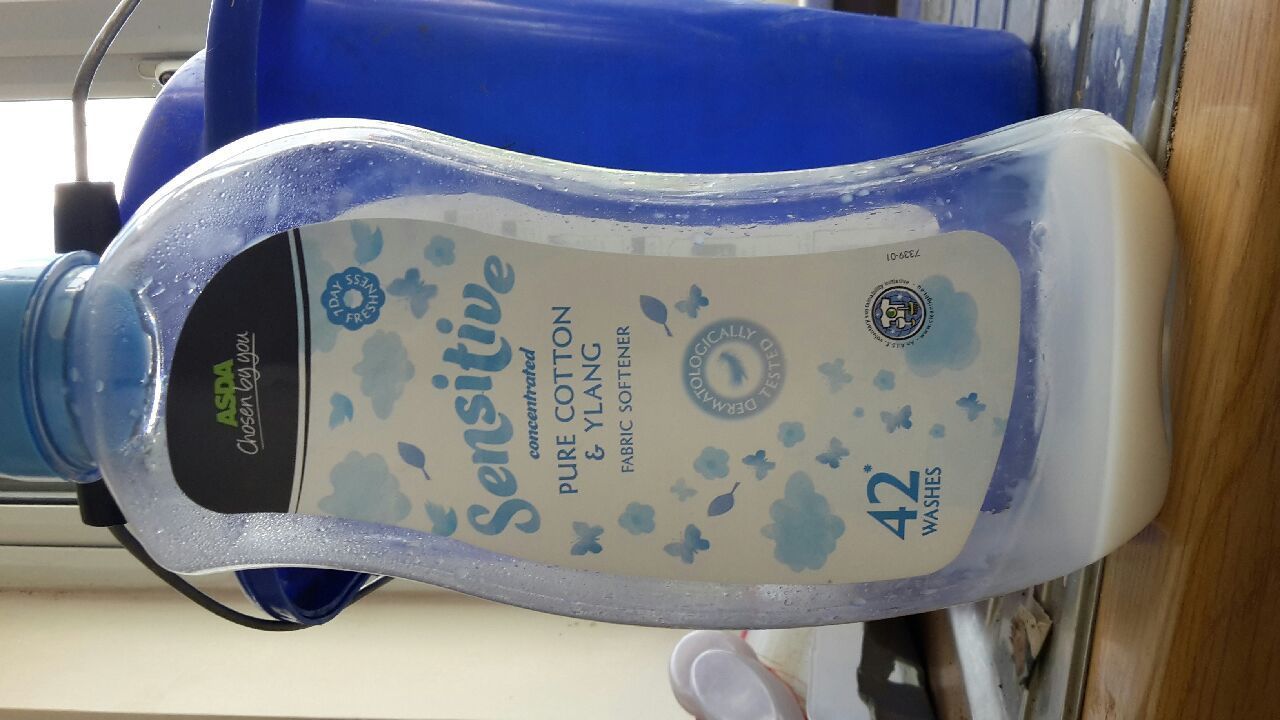 ASDA
Chosen by you
7 DAY FRESHNESS
Sensitive
concentrated
PURE COTTON
& YLANG
FABRIC SOFTENER
DERMATOLOGICALLY TESTED
42*
WASHES
7339-01